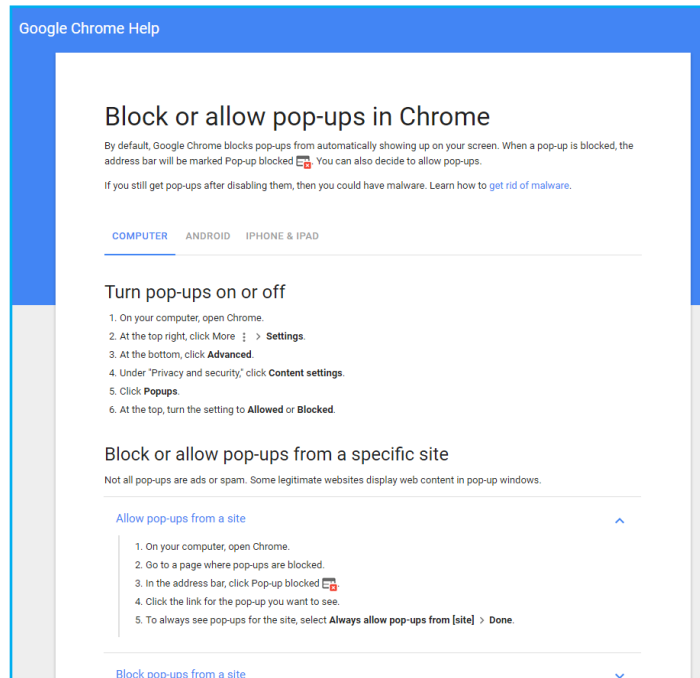 Google Chrome Help
Block or allow pop-ups in Chrome
By default, Google Chrome blocks pop-ups from automatically showing up on your screen. When a pop-up is blocked, the
address bar will be marked Pop-up blocked . You can also decide to allow pop-ups.
If you still get pop-ups after disabling them, then you could have malware. Learn how to get rid of malware.
COMPUTER ANDROID IPHONE & IPAD
Turn pop-ups on or off
1. On your computer, open Chrome.
2. At the top right, click More > Settings.
3. At the bottom, click Advanced.
4. Under "Privacy and security," click Content settings.
5. Click Popups.
6. At the top, turn the setting to Allowed or Blocked.
Block or allow pop-ups from a specific site
Not all pop-ups are ads or spam. Some legitimate websites display web content in pop-up windows.
Allow pop-ups from a site
1. On your computer, open Chrome.
2. Go to a page where pop-ups are blocked.
3. In the address bar, click Pop-up blocked .
4. Click the link for the pop-up you want to see.
5. To always see pop-ups for the site, select Always allow pop-ups from [site] > Done.
Block pop-ups from a site